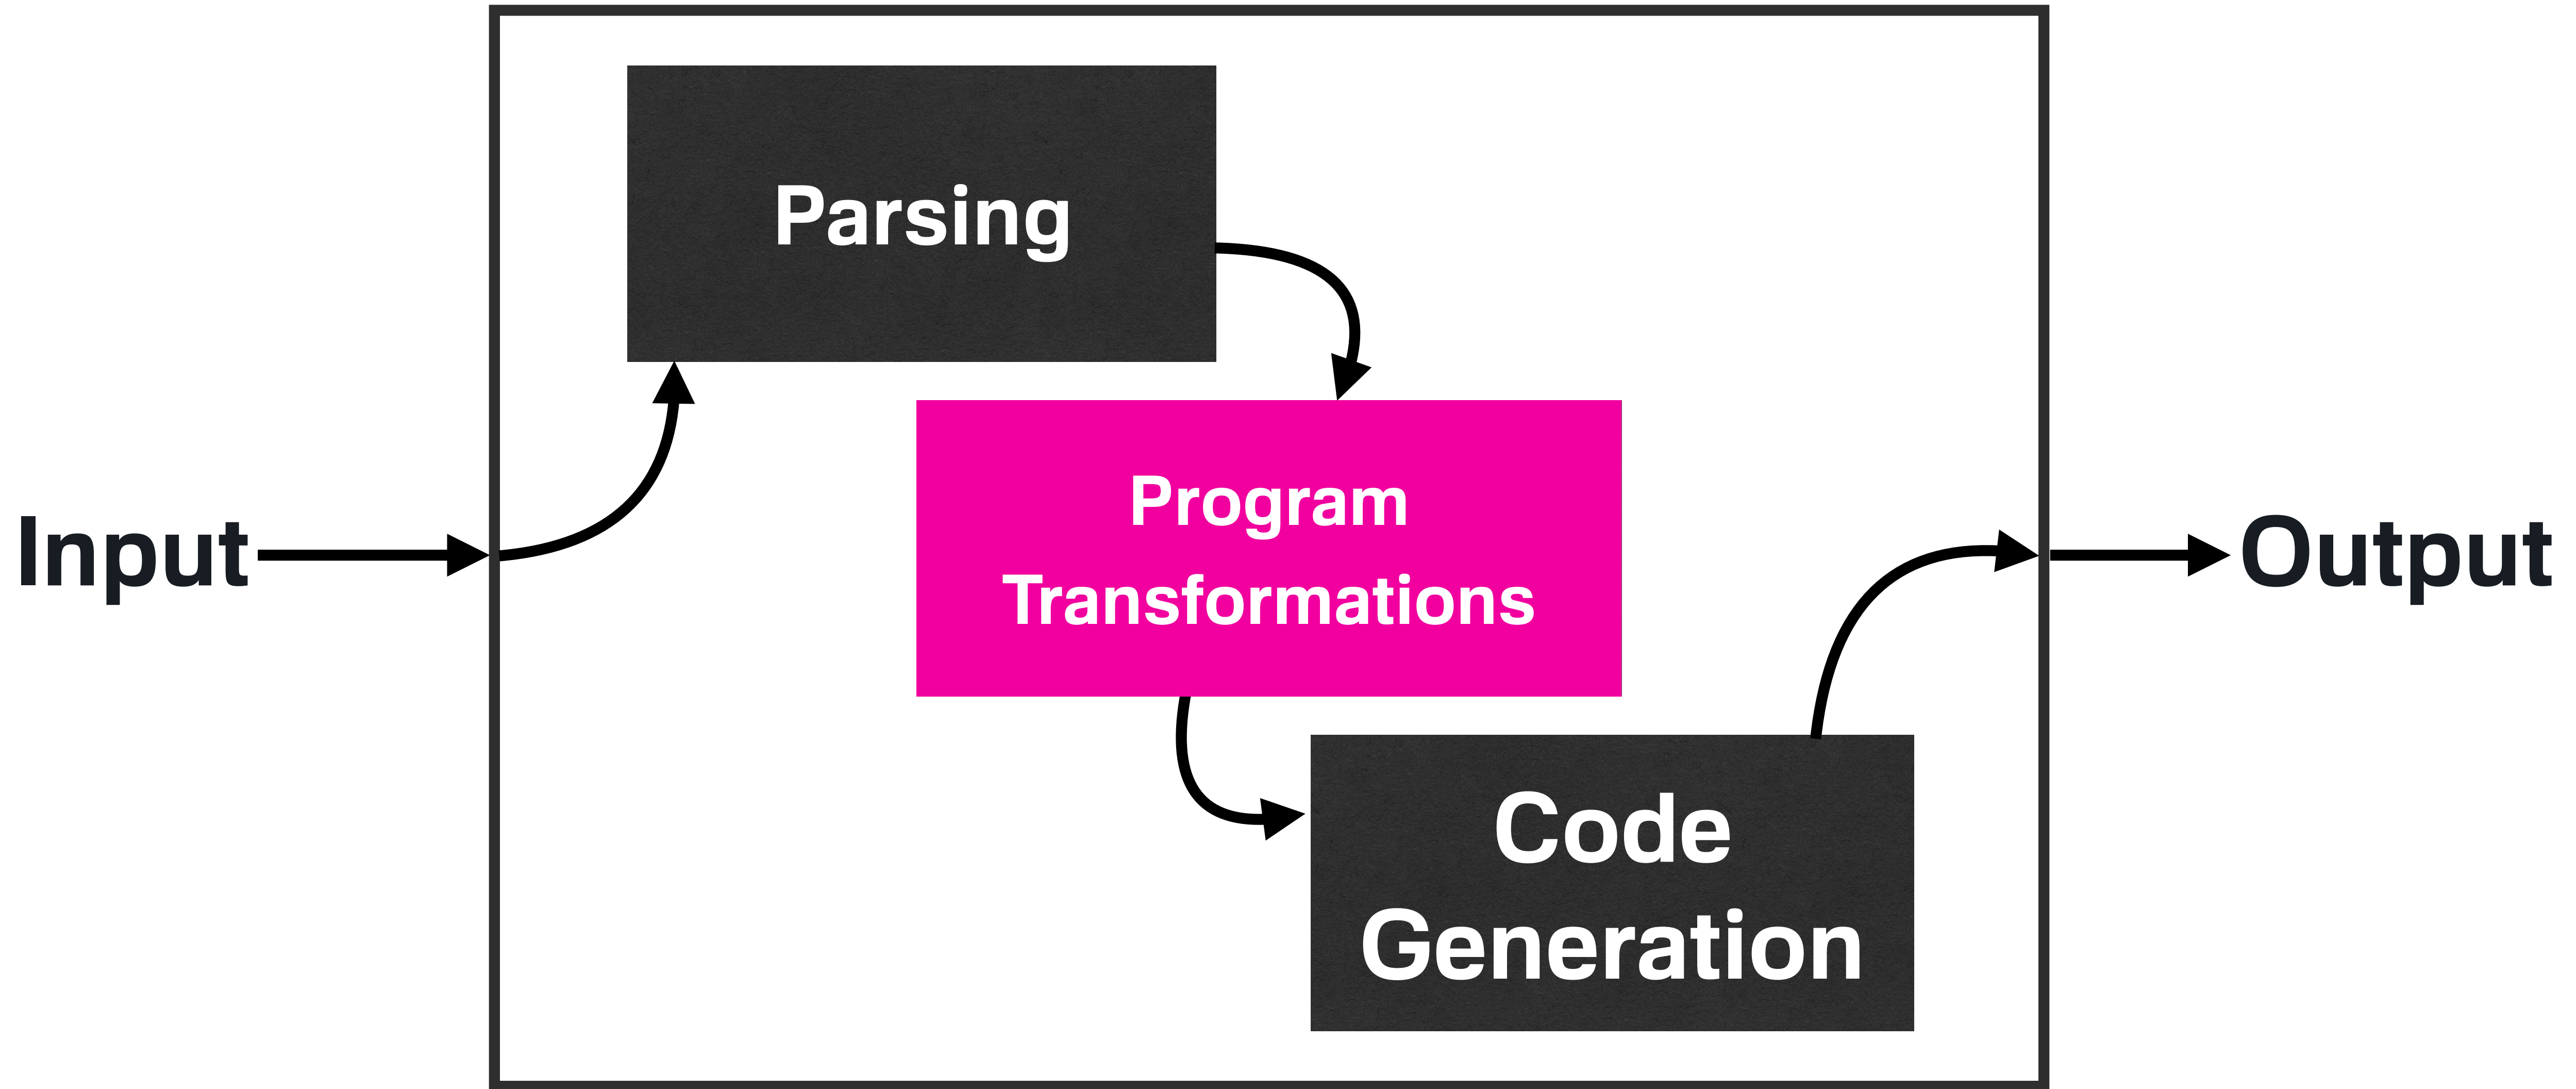 Parsing
Program
Transformations
Input
Output
Code
Generation